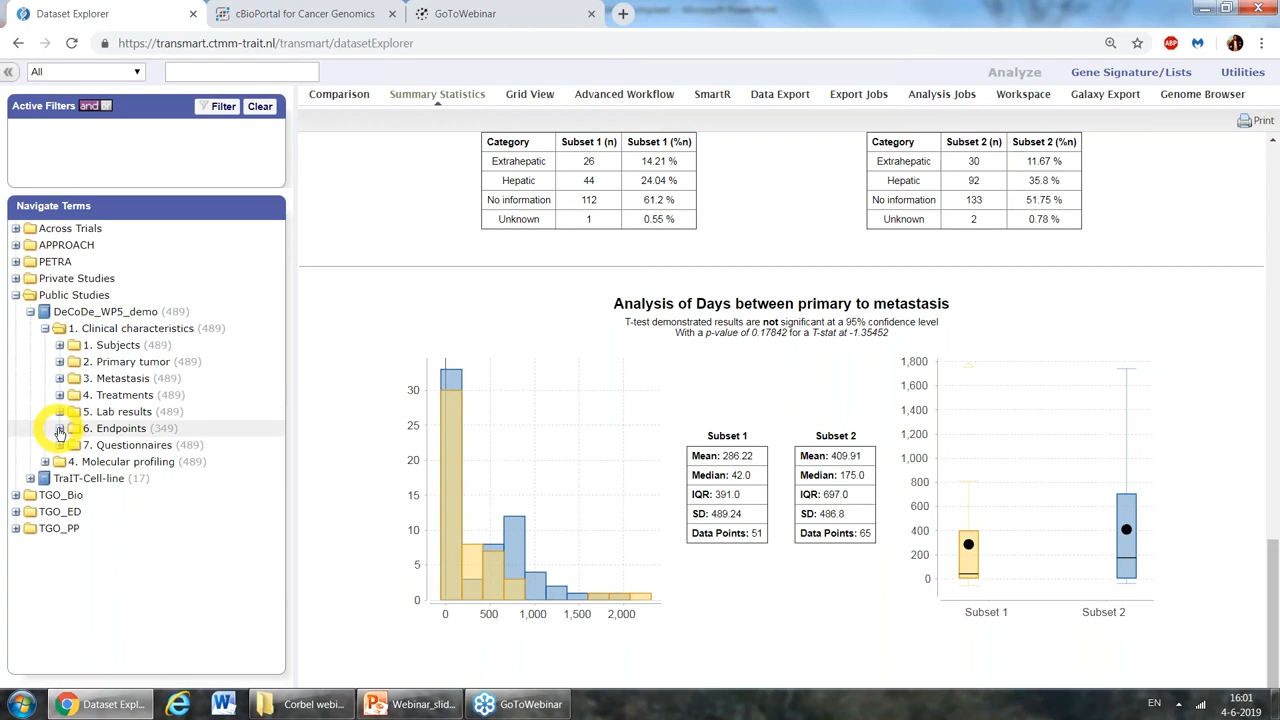 Dataset Explorer
cBioPortal for Cancer Genomics
GoToWebinar
https://transmart.ctmm-trait.nl/transmart/datasetExplorer
ABP
All
Analyze
Gene Signature/Lists
Utilities
Active Filters and or
Filter
Clear
Comparison
Summary Statistics
Grid View
Advanced Workflow
SmartR
Data Export
Export Jobs
Analysis Jobs
Workspace
Galaxy Export
Genome Browser
Print
Category Subset 1 (n) Subset 1 (%n)
Extrahepatic 26 14.21 %
Hepatic 44 24.04 %
No information 112 61.2 %
Unknown 1 0.55 %
Category Subset 2 (n) Subset 2 (%n)
Extrahepatic 30 11.67 %
Hepatic 92 35.8 %
No information 133 51.75 %
Unknown 2 0.78 %
Navigate Terms
Across Trials
APPROACH
PETRA
Private Studies
Public Studies
DeCoDe_WP5_demo (489)
1. Clinical characteristics (489)
1. Subjects (489)
2. Primary tumor (489)
3. Metastasis (489)
4. Treatments (489)
5. Lab results (489)
6. Endpoints (349)
7. Questionnaires (489)
4. Molecular profiling (489)
TraIT-Cell-line (17)
TGO_Bio
TGO_ED
TGO_PP
Analysis of Days between primary to metastasis
T-test demonstrated results are not significant at a 95% confidence level
With a p-value of 0.17842 for a T-stat at -1.35452
30
25
20
15
10
5
0
0 500 1,000 1,500 2,000
Subset 1
Mean: 286.22
Median: 42.0
IQR: 391.0
SD: 489.24
Data Points: 51
Subset 2
Mean: 409.91
Median: 175.0
IQR: 697.0
SD: 486.8
Data Points: 65
1,800
1,600
1,400
1,200
1,000
800
600
400
200
0
Subset 1 Subset 2
Dataset Expl...
Corbel webi...
Webinar_slid...
GoToWebinar
EN
16:01
4-6-2019